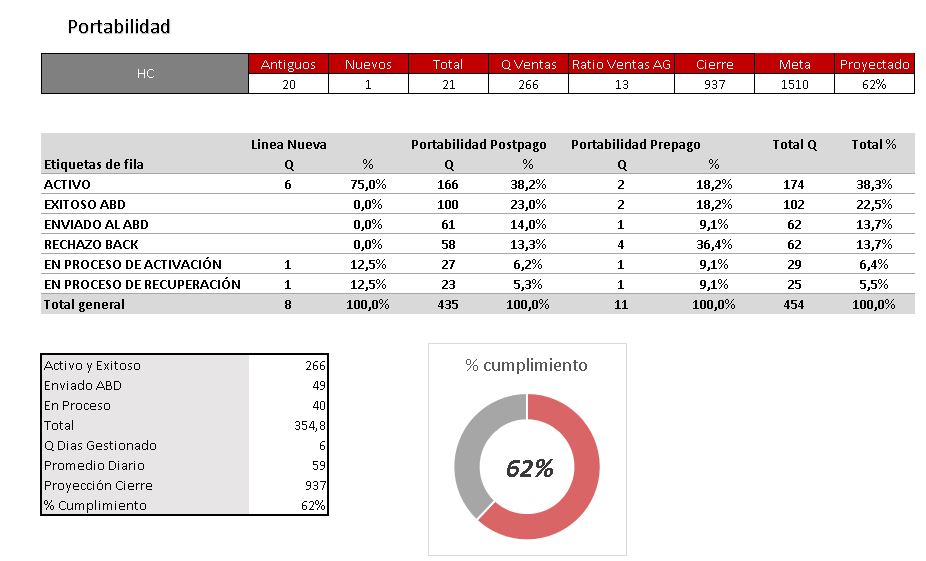 Portabilidad
HC Antiguos Nuevos Total Q Ventas Ratio Ventas AG Cierre Meta Proyectado
20 1 21 266 13 937 1510 62%
Linea Nueva Portabilidad Postpago Portabilidad Prepago Total Q Total %
Etiquetas de fila Q % Q % Q %
ACTIVO 6 75,0% 166 38,2% 2 18,2% 174 38,3%
EXITOSO ABD 0,0% 100 23,0% 2 18,2% 102 22,5%
ENVIADO AL ABD 0,0% 61 14,0% 1 9,1% 62 13,7%
RECHAZO BACK 0,0% 58 13,3% 4 36,4% 62 13,7%
EN PROCESO DE ACTIVACIÓN 1 12,5% 27 6,2% 1 9,1% 29 6,4%
EN PROCESO DE RECUPERACIÓN 1 12,5% 23 5,3% 1 9,1% 25 5,5%
Total general 8 100,0% 435 100,0% 11 100,0% 454 100,0%
Activo y Exitoso 266
Enviado ABD 49
En Proceso 40
Total 354,8
Q Dias Gestionado 6
Promedio Diario 59
Proyección Cierre 937
% Cumplimiento 62%
% cumplimiento
62%